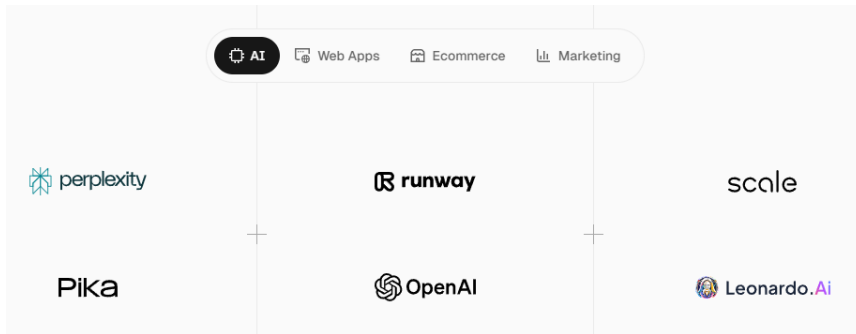 AI Web Apps Ecommerce Marketing
perplexity runway scale
Pika OpenAI Leonardo.Ai